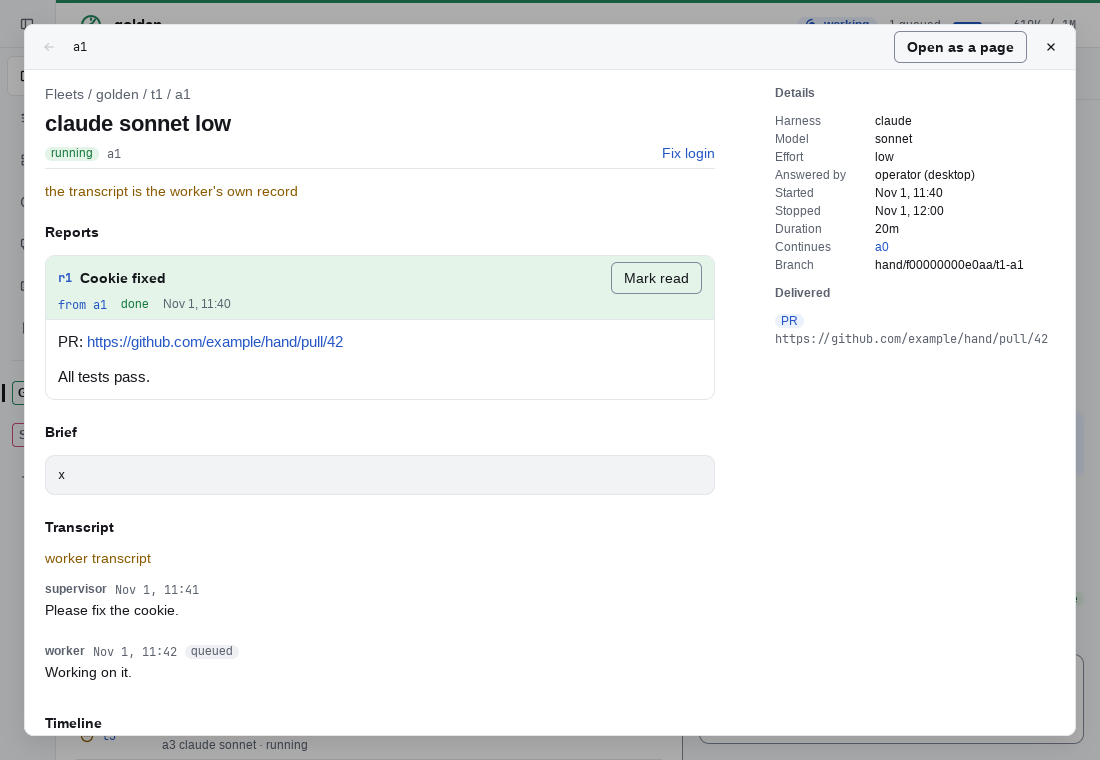 golden
working 1 queued
a1
Open as a page
Fleets / golden / t1 / a1
claude sonnet low
running a1
Fix login
the transcript is the worker's own record
Reports
r1 Cookie fixed
Mark read
from a1 done Nov 1, 11:40
PR: https://github.com/example/hand/pull/42
All tests pass.
Brief
x
Transcript
worker transcript
supervisor Nov 1, 11:41
Please fix the cookie.
worker Nov 1, 11:42 queued
Working on it.
Timeline
Details
Harness claude
Model sonnet
Effort low
Answered by operator (desktop)
Started Nov 1, 11:40
Stopped Nov 1, 12:00
Duration 20m
Continues a0
Branch hand/f00000000e0aa/t1-a1
Delivered
PR
https://github.com/example/hand/pull/42
a3 claude sonnet · running